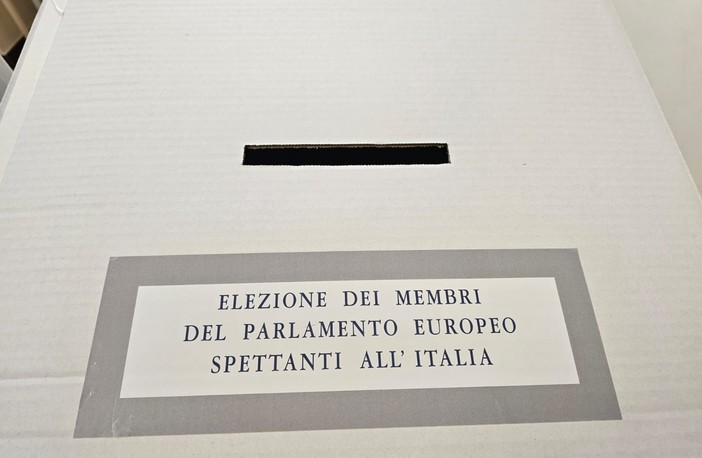 ELEZIONE DEI MEMBRI
DEL PARLAMENTO EUROPEO
SPETTANTI ALL' ITALIA